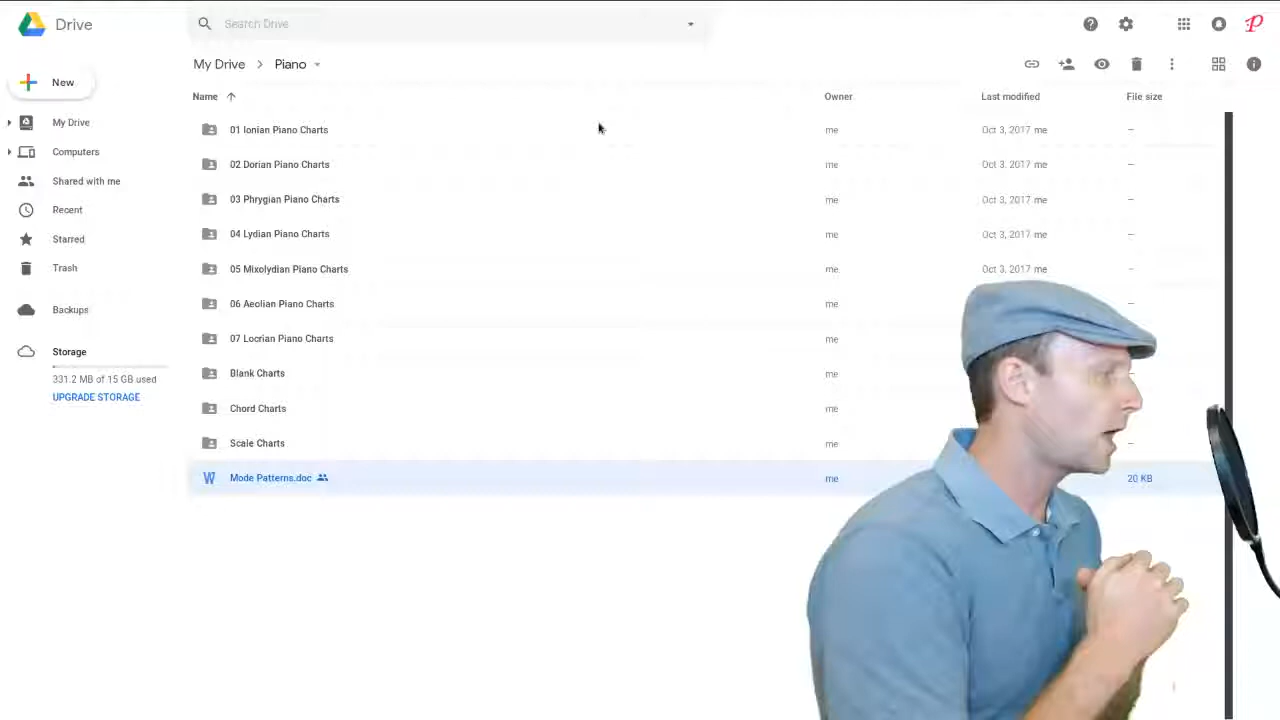 Drive
Search Drive
My Drive > Piano
New
Name
Owner
Last modified
File size
My Drive
Computers
Shared with me
Recent
Starred
Trash
Backups
Storage
331.2 MB of 15 GB used
UPGRADE STORAGE
01 Ionian Piano Charts me Oct 3, 2017 me –
02 Dorian Piano Charts me Oct 3, 2017 me –
03 Phrygian Piano Charts me Oct 3, 2017 me –
04 Lydian Piano Charts me Oct 3, 2017 me –
05 Mixolydian Piano Charts me Oct 3, 2017 me –
06 Aeolian Piano Charts me –
07 Locrian Piano Charts me
Blank Charts me
Chord Charts me
Scale Charts me –
W Mode Patterns.doc me 20 KB